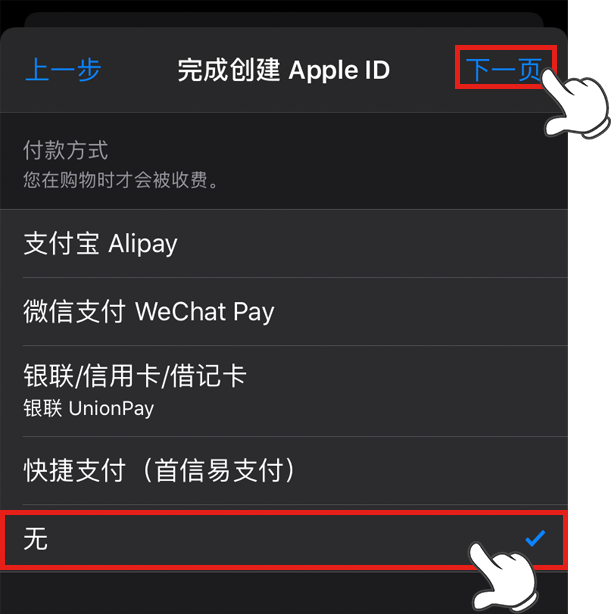 上一步 完成创建 Apple ID 下一页
付款方式
您在购物时才会被收费。
支付宝 Alipay
微信支付 WeChat Pay
银联/信用卡/借记卡
银联 UnionPay
快捷支付（首信易支付）
无